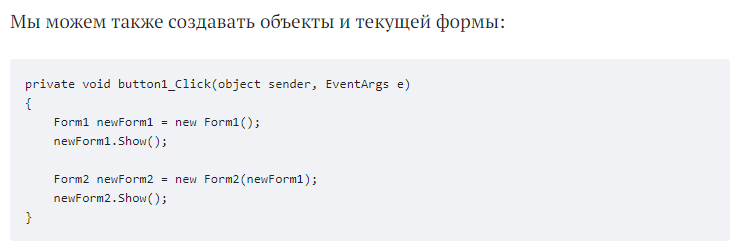 Мы можем также создавать объекты и текущей формы:
private void button1_Click(object sender, EventArgs e)
{
    Form1 newForm1 = new Form1();
    newForm1.Show();

    Form2 newForm2 = new Form2(newForm1);
    newForm2.Show();
}